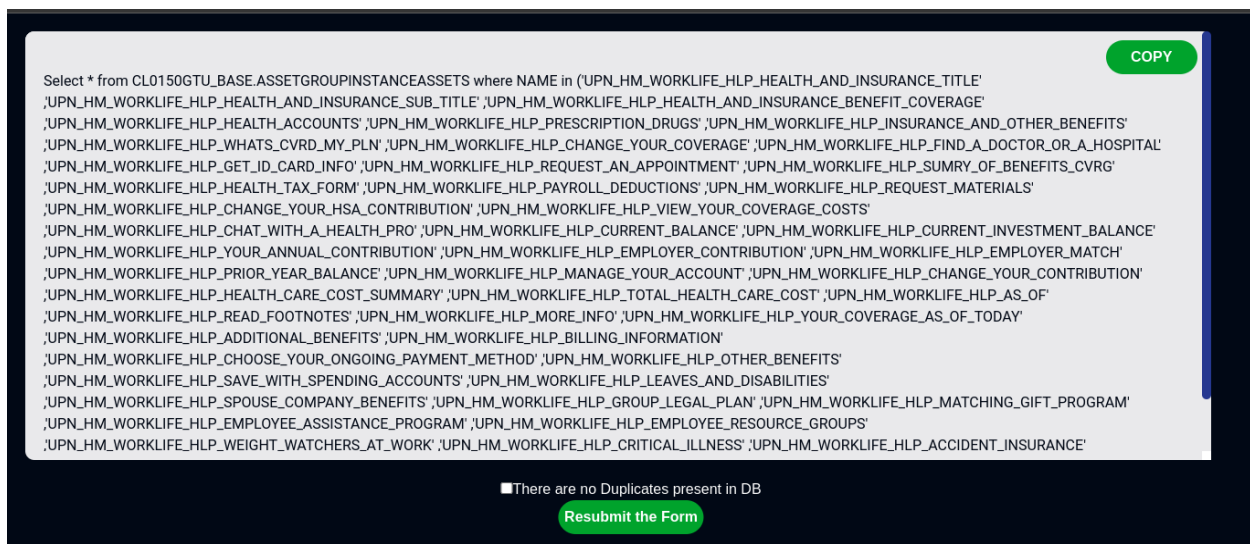 COPY
Select * from CL0150GTU_BASE.ASSETGROUPINSTANCEASSETS where NAME in ('UPN_HM_WORKLIFE_HLP_HEALTH_AND_INSURANCE_TITLE'
,'UPN_HM_WORKLIFE_HLP_HEALTH_AND_INSURANCE_SUB_TITLE' ,'UPN_HM_WORKLIFE_HLP_HEALTH_AND_INSURANCE_BENEFIT_COVERAGE'
,'UPN_HM_WORKLIFE_HLP_HEALTH_ACCOUNTS' ,'UPN_HM_WORKLIFE_HLP_PRESCRIPTION_DRUGS' ,'UPN_HM_WORKLIFE_HLP_INSURANCE_AND_OTHER_BENEFITS'
,'UPN_HM_WORKLIFE_HLP_WHATS_CVRD_MY_PLN' ,'UPN_HM_WORKLIFE_HLP_CHANGE_YOUR_COVERAGE' ,'UPN_HM_WORKLIFE_HLP_FIND_A_DOCTOR_OR_A_HOSPITAL'
,'UPN_HM_WORKLIFE_HLP_GET_ID_CARD_INFO' ,'UPN_HM_WORKLIFE_HLP_REQUEST_AN_APPOINTMENT' ,'UPN_HM_WORKLIFE_HLP_SUMRY_OF_BENEFITS_CVRG'
,'UPN_HM_WORKLIFE_HLP_HEALTH_TAX_FORM' ,'UPN_HM_WORKLIFE_HLP_PAYROLL_DEDUCTIONS' ,'UPN_HM_WORKLIFE_HLP_REQUEST_MATERIALS'
,'UPN_HM_WORKLIFE_HLP_CHANGE_YOUR_HSA_CONTRIBUTION' ,'UPN_HM_WORKLIFE_HLP_VIEW_YOUR_COVERAGE_COSTS'
,'UPN_HM_WORKLIFE_HLP_CHAT_WITH_A_HEALTH_PRO' ,'UPN_HM_WORKLIFE_HLP_CURRENT_BALANCE' ,'UPN_HM_WORKLIFE_HLP_CURRENT_INVESTMENT_BALANCE'
,'UPN_HM_WORKLIFE_HLP_YOUR_ANNUAL_CONTRIBUTION' ,'UPN_HM_WORKLIFE_HLP_EMPLOYER_CONTRIBUTION' ,'UPN_HM_WORKLIFE_HLP_EMPLOYER_MATCH'
,'UPN_HM_WORKLIFE_HLP_PRIOR_YEAR_BALANCE' ,'UPN_HM_WORKLIFE_HLP_MANAGE_YOUR_ACCOUNT' ,'UPN_HM_WORKLIFE_HLP_CHANGE_YOUR_CONTRIBUTION'
,'UPN_HM_WORKLIFE_HLP_HEALTH_CARE_COST_SUMMARY' ,'UPN_HM_WORKLIFE_HLP_TOTAL_HEALTH_CARE_COST' ,'UPN_HM_WORKLIFE_HLP_AS_OF'
,'UPN_HM_WORKLIFE_HLP_READ_FOOTNOTES' ,'UPN_HM_WORKLIFE_HLP_MORE_INFO' ,'UPN_HM_WORKLIFE_HLP_YOUR_COVERAGE_AS_OF_TODAY'
,'UPN_HM_WORKLIFE_HLP_ADDITIONAL_BENEFITS' ,'UPN_HM_WORKLIFE_HLP_BILLING_INFORMATION'
,'UPN_HM_WORKLIFE_HLP_CHOOSE_YOUR_ONGOING_PAYMENT_METHOD' ,'UPN_HM_WORKLIFE_HLP_OTHER_BENEFITS'
,'UPN_HM_WORKLIFE_HLP_SAVE_WITH_SPENDING_ACCOUNTS' ,'UPN_HM_WORKLIFE_HLP_LEAVES_AND_DISABILITIES'
,'UPN_HM_WORKLIFE_HLP_SPOUSE_COMPANY_BENEFITS' ,'UPN_HM_WORKLIFE_HLP_GROUP_LEGAL_PLAN' ,'UPN_HM_WORKLIFE_HLP_MATCHING_GIFT_PROGRAM'
,'UPN_HM_WORKLIFE_HLP_EMPLOYEE_ASSISTANCE_PROGRAM' ,'UPN_HM_WORKLIFE_HLP_EMPLOYEE_RESOURCE_GROUPS'
,'UPN_HM_WORKLIFE_HLP_WEIGHT_WATCHERS_AT_WORK' ,'UPN_HM_WORKLIFE_HLP_CRITICAL_ILLNESS' ,'UPN_HM_WORKLIFE_HLP_ACCIDENT_INSURANCE'
There are no Duplicates present in DB
Resubmit the Form